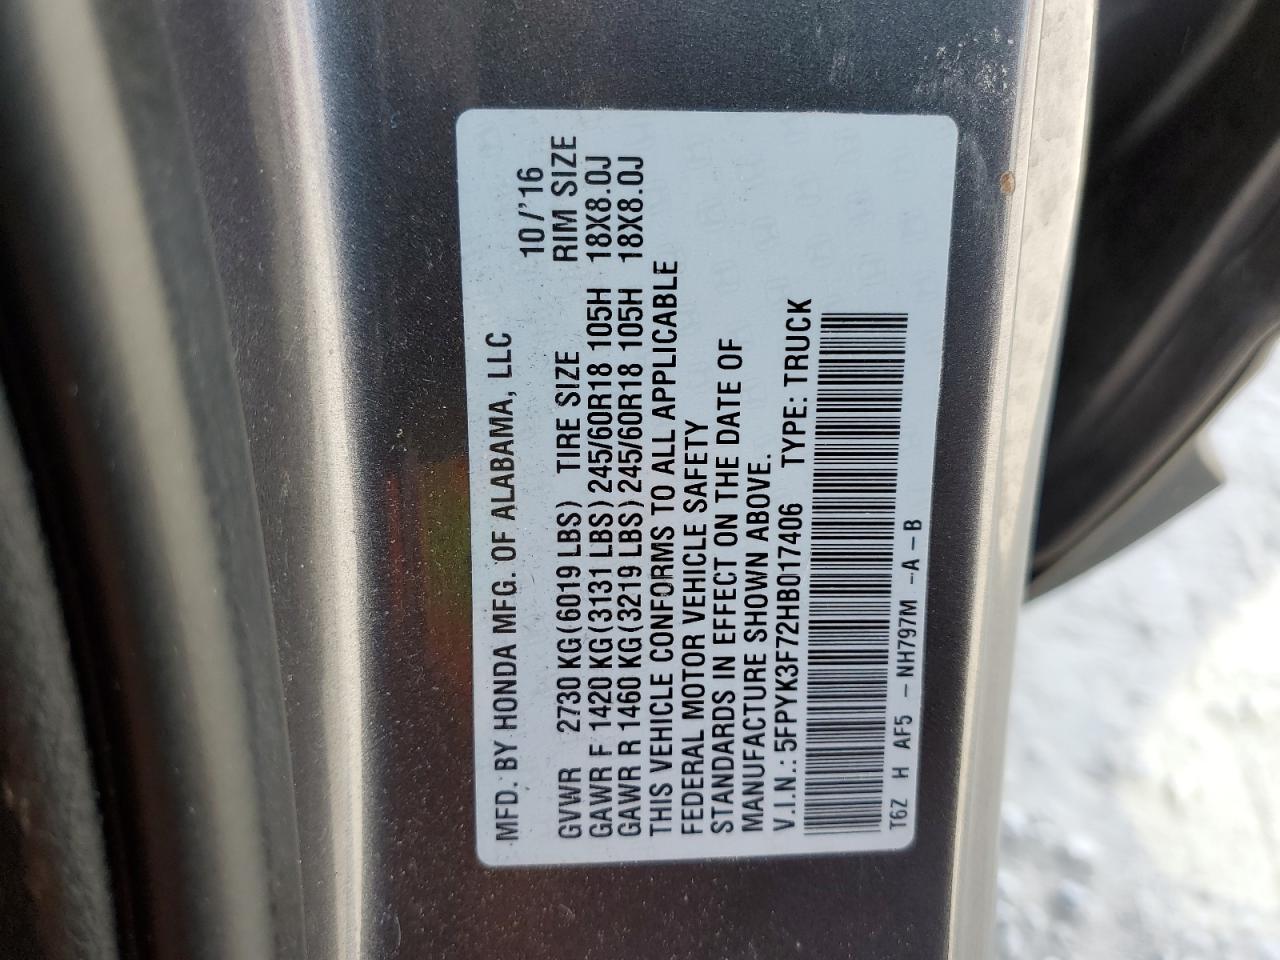 MFD. BY HONDA MFG. OF ALABAMA, LLC
10/'16
GVWR 2730 KG(6019 LBS) TIRE SIZE RIM SIZE
GAWR F 1420 KG(3131 LBS) 245/60R18 105H 18X8.0J
GAWR R 1460 KG(3219 LBS) 245/60R18 105H 18X8.0J
THIS VEHICLE CONFORMS TO ALL APPLICABLE
FEDERAL MOTOR VEHICLE SAFETY
STANDARDS IN EFFECT ON THE DATE OF
MANUFACTURE SHOWN ABOVE.
V.I.N.: 5FPYK3F72HB017406 TYPE: TRUCK
T6Z H AF5 - NH797M -A-B